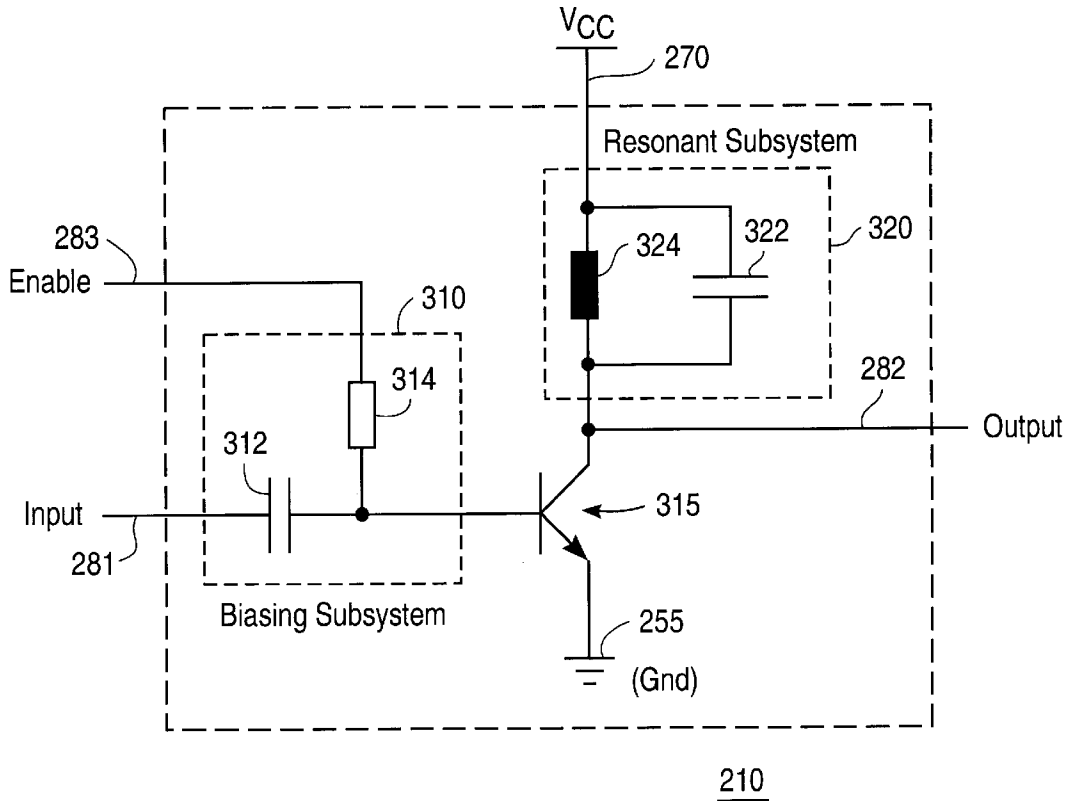 VCC
270
Resonant Subsystem
283
Enable
324
322
320
310
314
282
Output
312
Input
281
315
Biasing Subsystem
255
(Gnd)
210